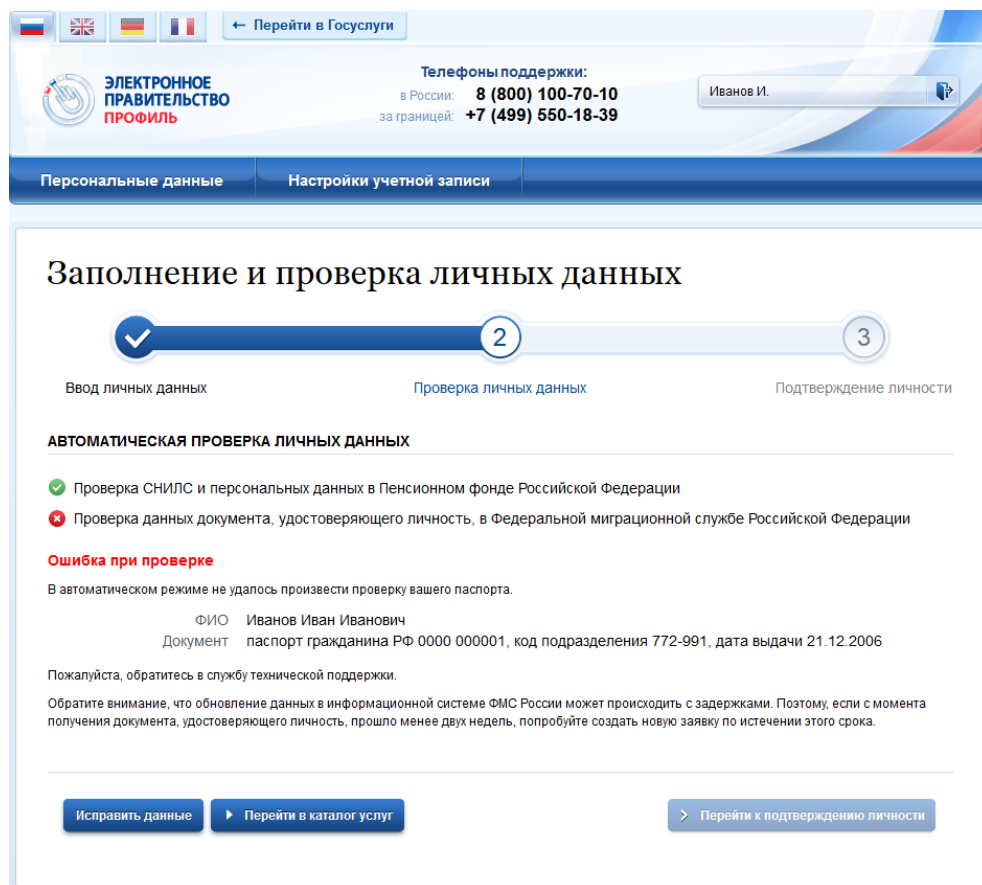 ← Перейти в Госуслуги
ЭЛЕКТРОННОЕ
ПРАВИТЕЛЬСТВО
ПРОФИЛЬ
Телефоны поддержки:
в России: 8 (800) 100-70-10
за границей: +7 (499) 550-18-39
Иванов И.
Персональные данные Настройки учетной записи
Заполнение и проверка личных данных
2 3
Ввод личных данных Проверка личных данных Подтверждение личности
АВТОМАТИЧЕСКАЯ ПРОВЕРКА ЛИЧНЫХ ДАННЫХ
Проверка СНИЛС и персональных данных в Пенсионном фонде Российской Федерации
Проверка данных документа, удостоверяющего личность, в Федеральной миграционной службе Российской Федерации
Ошибка при проверке
В автоматическом режиме не удалось произвести проверку вашего паспорта.
ФИО Иванов Иван Иванович
Документ паспорт гражданина РФ 0000 000001, код подразделения 772-991, дата выдачи 21.12.2006
Пожалуйста, обратитесь в службу технической поддержки.
Обратите внимание, что обновление данных в информационной системе ФМС России может происходить с задержками. Поэтому, если с момента
получения документа, удостоверяющего личность, прошло менее двух недель, попробуйте создать новую заявку по истечении этого срока.
Исправить данные Перейти в каталог услуг Перейти к подтверждению личности